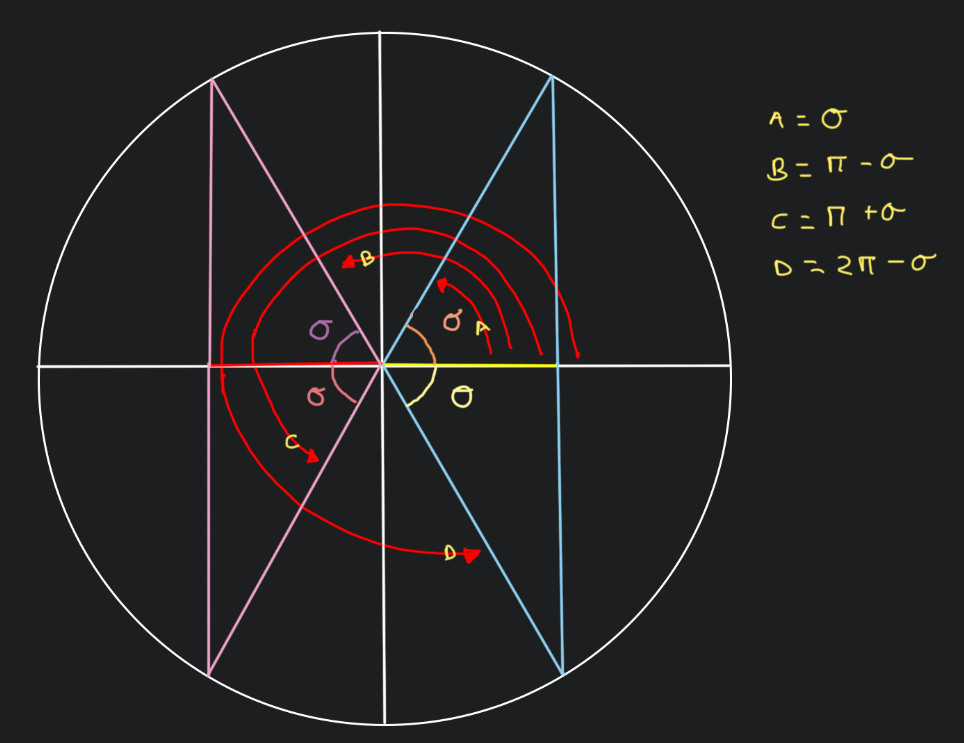 A = σ
B = π - σ
C = π + σ
D = 2π - σ
B
σ
σ A
σ
Θ
C
D